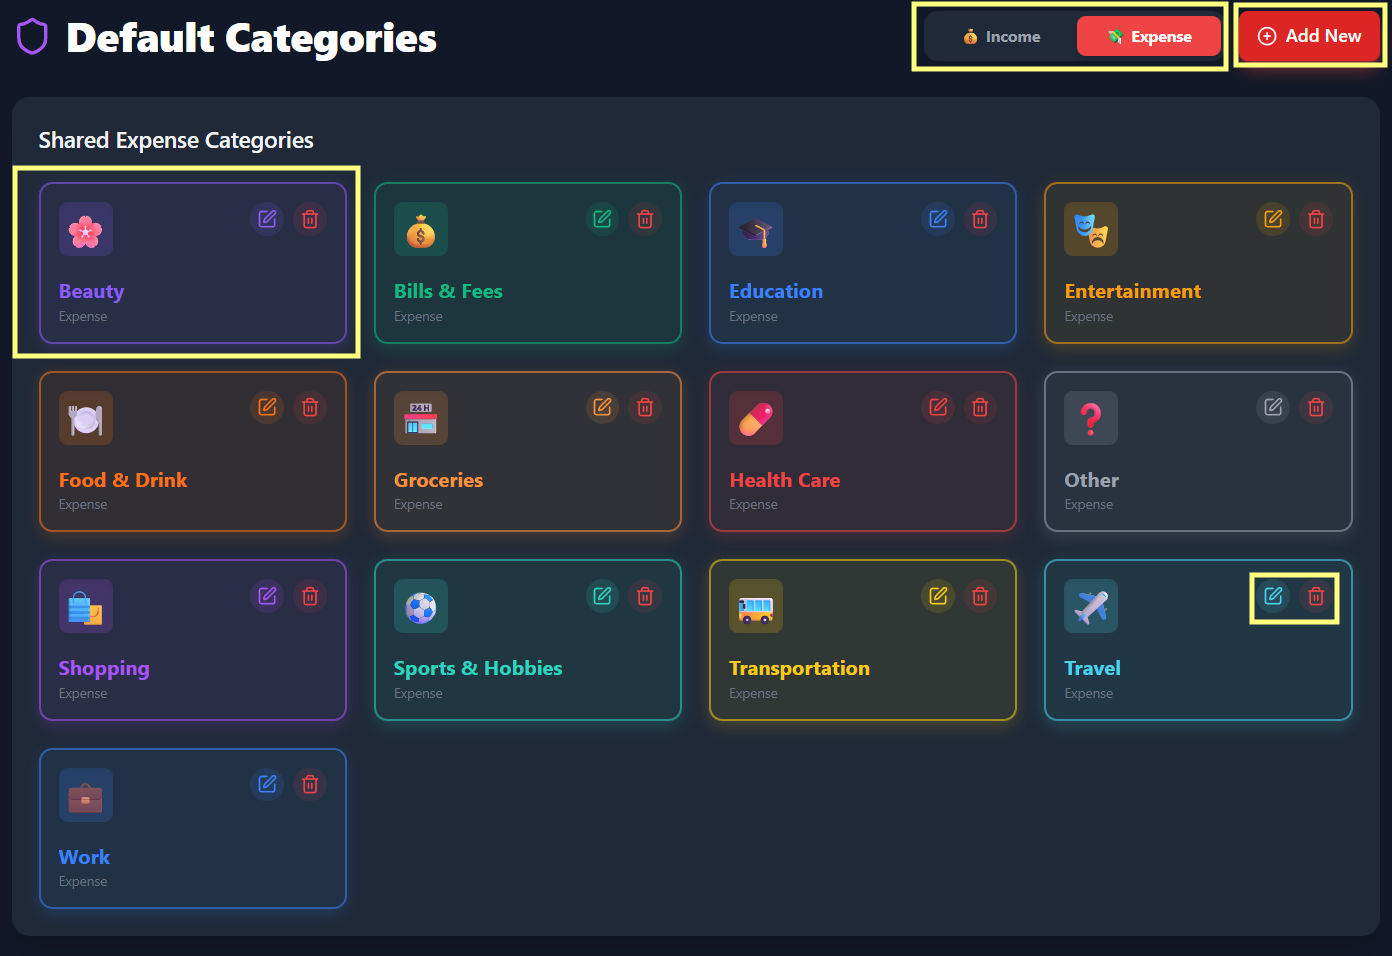 Default Categories
Income
Expense
Add New
Shared Expense Categories
Beauty
Expense
Bills & Fees
Expense
Education
Expense
Entertainment
Expense
Food & Drink
Expense
24 H
Groceries
Expense
Health Care
Expense
Other
Expense
Shopping
Expense
Sports & Hobbies
Expense
Transportation
Expense
Travel
Expense
Work
Expense